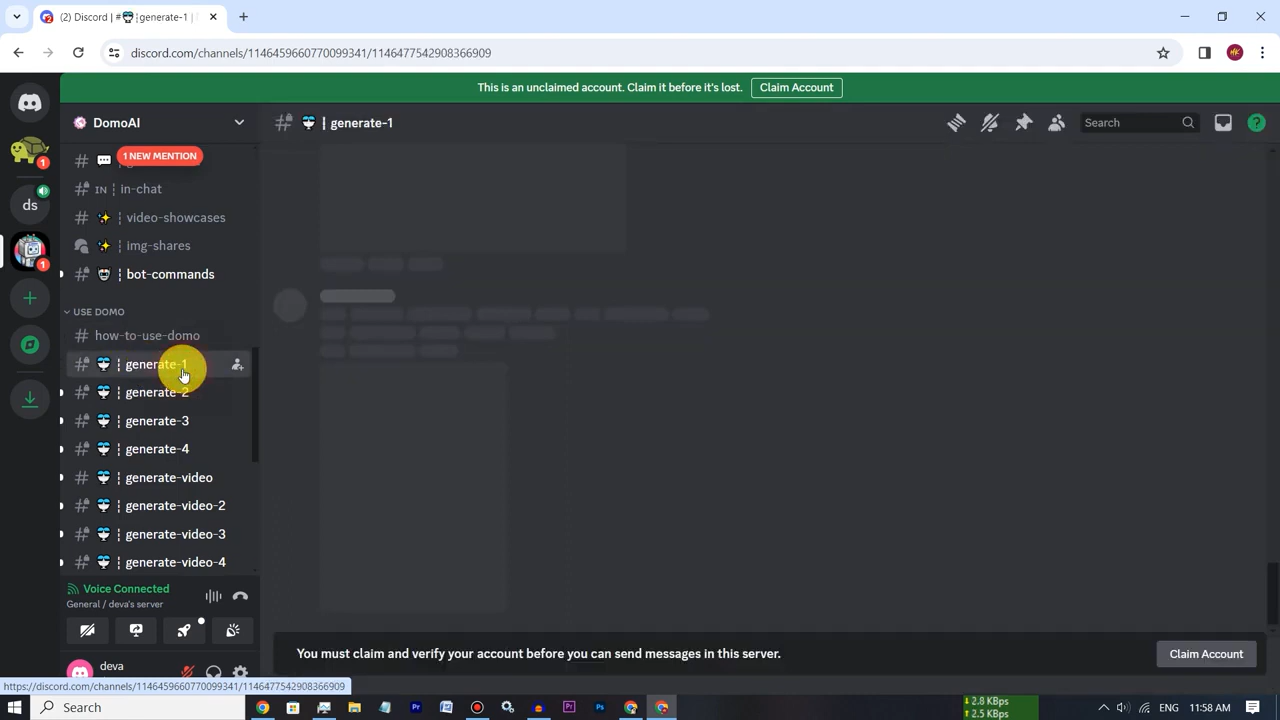 (2) Discord | #🤖¦generate-1 |
discord.com/channels/1146459660770099341/1146477542908366909
HK
This is an unclaimed account. Claim it before it's lost.
Claim Account
DomoAI
¦ generate-1
Search
1 NEW MENTION
1
IN ¦ in-chat
ds
¦ video-showcases
¦ img-shares
1
¦ bot-commands
USE DOMO
how-to-use-domo
¦ generate-1
¦ generate-2
¦ generate-3
¦ generate-4
¦ generate-video
¦ generate-video-2
¦ generate-video-3
¦ generate-video-4
Voice Connected
General / deva's server
You must claim and verify your account before you can send messages in this server.
Claim Account
deva
https://discord.com/channels/1146459660770099341/1146477542908366909
Search
2.8 KBps
2.5 KBps
ENG
11:58 AM